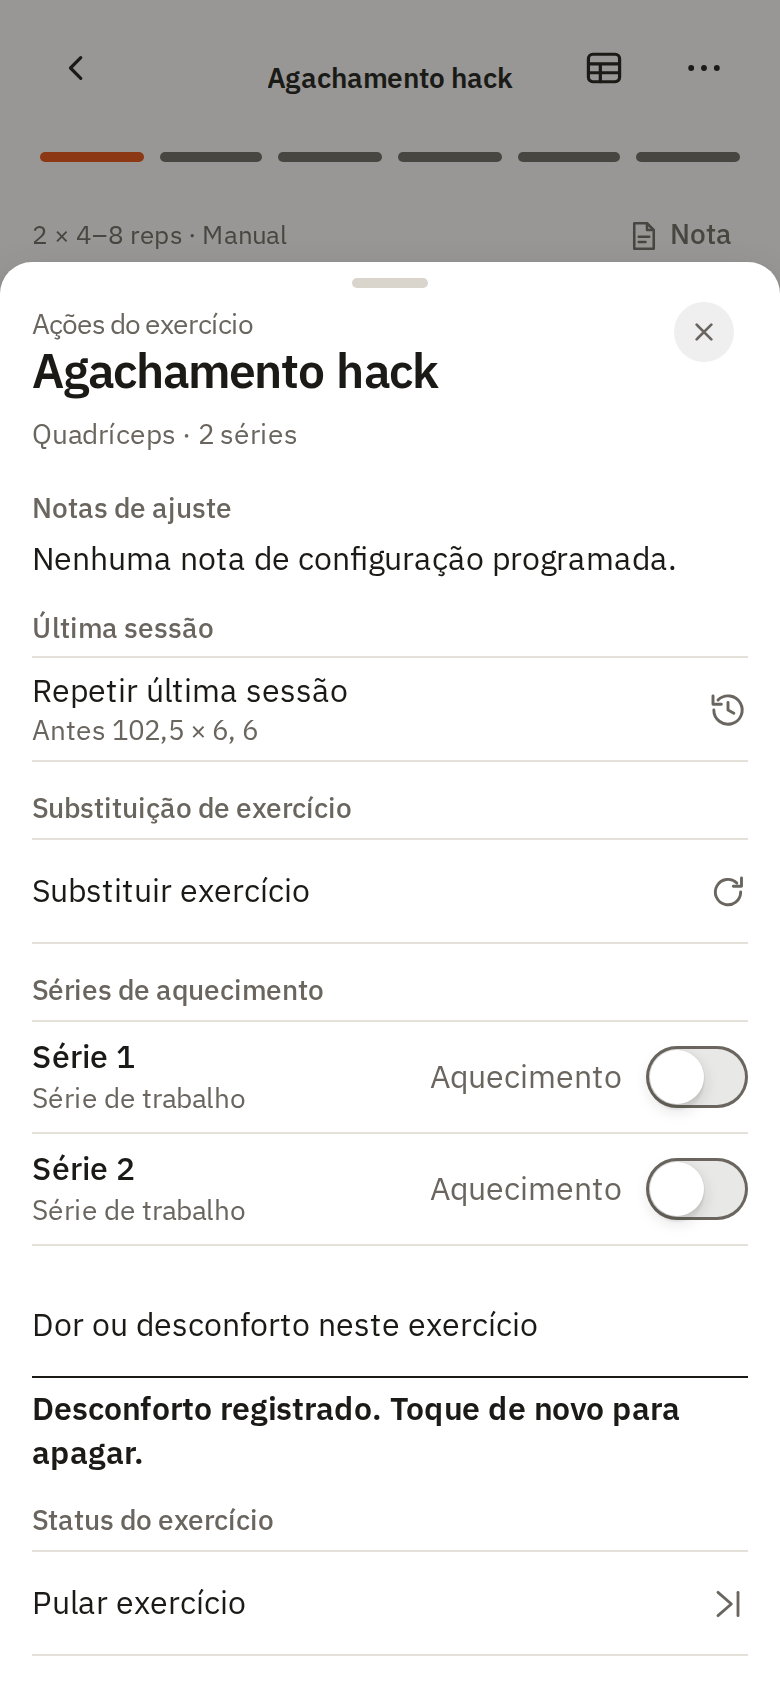 Agachamento hack
2 × 4–8 reps · Manual
Nota
Ações do exercício
Agachamento hack
Quadríceps · 2 séries
Notas de ajuste
Nenhuma nota de configuração programada.
Última sessão
Repetir última sessão
Antes 102,5 × 6, 6
Substituição de exercício
Substituir exercício
Séries de aquecimento
Série 1
Aquecimento
Série de trabalho
Série 2
Aquecimento
Série de trabalho
Dor ou desconforto neste exercício
Desconforto registrado. Toque de novo para
apagar.
Status do exercício
Pular exercício